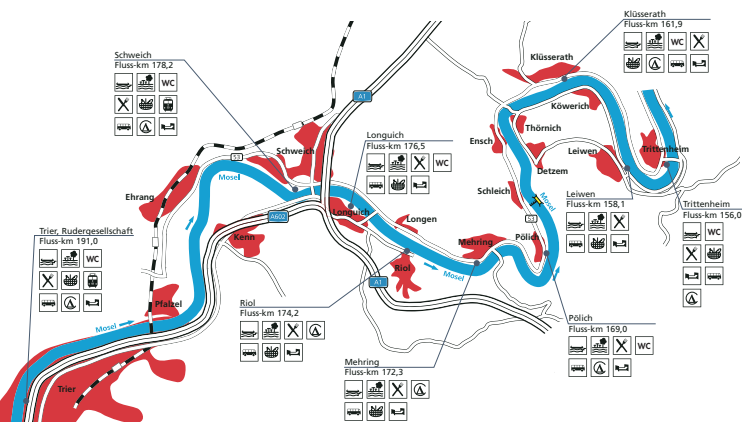 Klüsserath
Fluss-km 161,9
WC
Schweich
Fluss-km 178,2
WC
Klüsserath
A1
Köwerich
Thörnich
Longuich
Fluss-km 176,5
WC
Ensch
Schweich
Leiwen
Trittenheim
53
Detzem
Mosel
Schleich
Mosel
Leiwen
Fluss-km 158,1
Trittenheim
Fluss-km 156,0
WC
Ehrang
A602
Longuich
Longen
53
Trier, Rudergesellschaft
Fluss-km 191,0
WC
Kenn
Mehring
Pölich
Riol
Mosel
A1
Pfalzel
Riol
Fluss-km 174,2
Mosel
Pölich
Fluss-km 169,0
WC
Mehring
Fluss-km 172,3
Trier